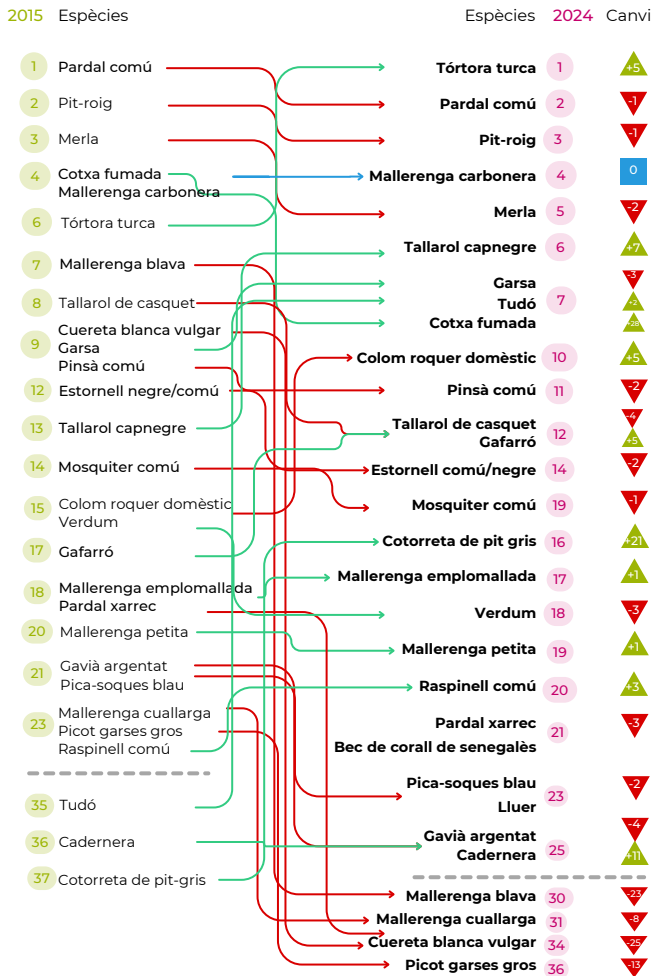 2015 Espècies
1 Pardal comú
2 Pit-roig
3 Merla
4 Cotxa fumada
Mallerenga carbonera
6 Tórtora turca
7 Mallerenga blava
8 Tallarol de casquet
9 Cuereta blanca vulgar
Garsa
Pinsà comú
12 Estornell negre/comú
13 Tallarol capnegre
14 Mosquiter comú
15 Colom roquer domèstic
Verdum
17 Gafarró
18 Mallerenga emplomallada
Pardal xarrec
20 Mallerenga petita
21 Gavià argentat
Pica-soques blau
23 Mallerenga cuallarga
Picot garses gros
Raspinell comú
35 Tudó
36 Cadernera
37 Cotorreta de pit-gris
Espècies 2024 Canvi
Tórtora turca 1 +5
Pardal comú 2 -1
Pit-roig 3 -1
Mallerenga carbonera 4 0
Merla 5 -2
Tallarol capnegre 6 +7
Garsa -3
Tudó 7 -2
Cotxa fumada +28
Colom roquer domèstic 10 +5
Pinsà comú 11 -2
Tallarol de casquet 12 -4
Gafarró +5
Estornell comú/negre 14 -2
Mosquiter comú 19 -1
Cotorreta de pit gris 16 +21
Mallerenga emplomallada 17 +1
Verdum 18 -3
Mallerenga petita 19 +1
Raspinell comú 20 +3
Pardal xarrec 21 -3
Bec de corall de senegalès
Pica-soques blau 23 -2
Lluer
Gavià argentat 25 -4
Cadernera +11
Mallerenga blava 30 -23
Mallerenga cuallarga 31 -8
Cuereta blanca vulgar 34 -25
Picot garses gros 36 -13